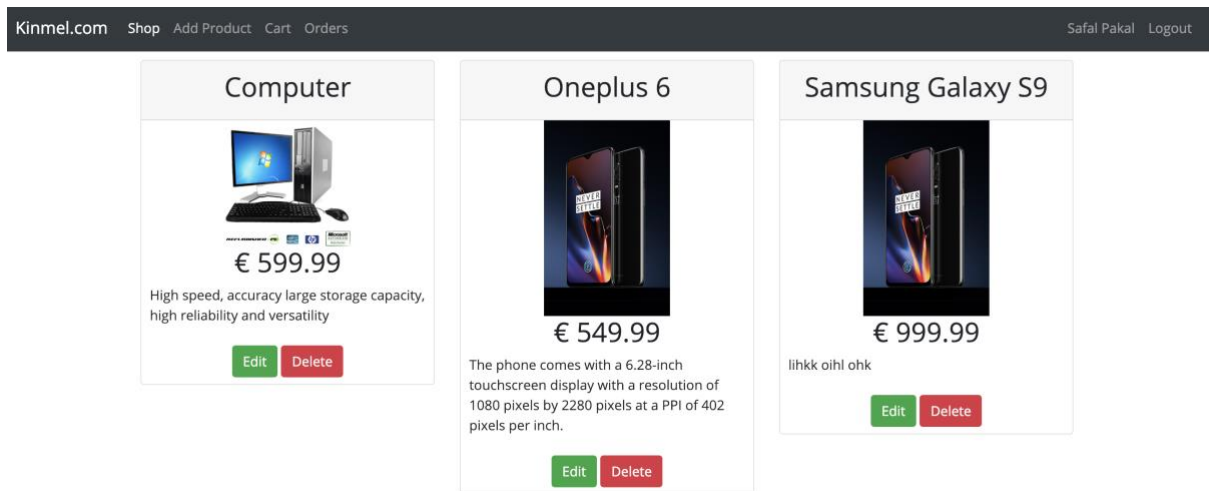 Kinmel.com Shop Add Product Cart Orders Safal Pakal Logout
Computer
€ 599.99
High speed, accuracy large storage capacity,
high reliability and versatility
Edit Delete
Oneplus 6
NEVER
SETTLE
€ 549.99
The phone comes with a 6.28-inch
touchscreen display with a resolution of
1080 pixels by 2280 pixels at a PPI of 402
pixels per inch.
Edit Delete
Samsung Galaxy S9
NEVER
SETTLE
€ 999.99
lihkk oihl ohk
Edit Delete